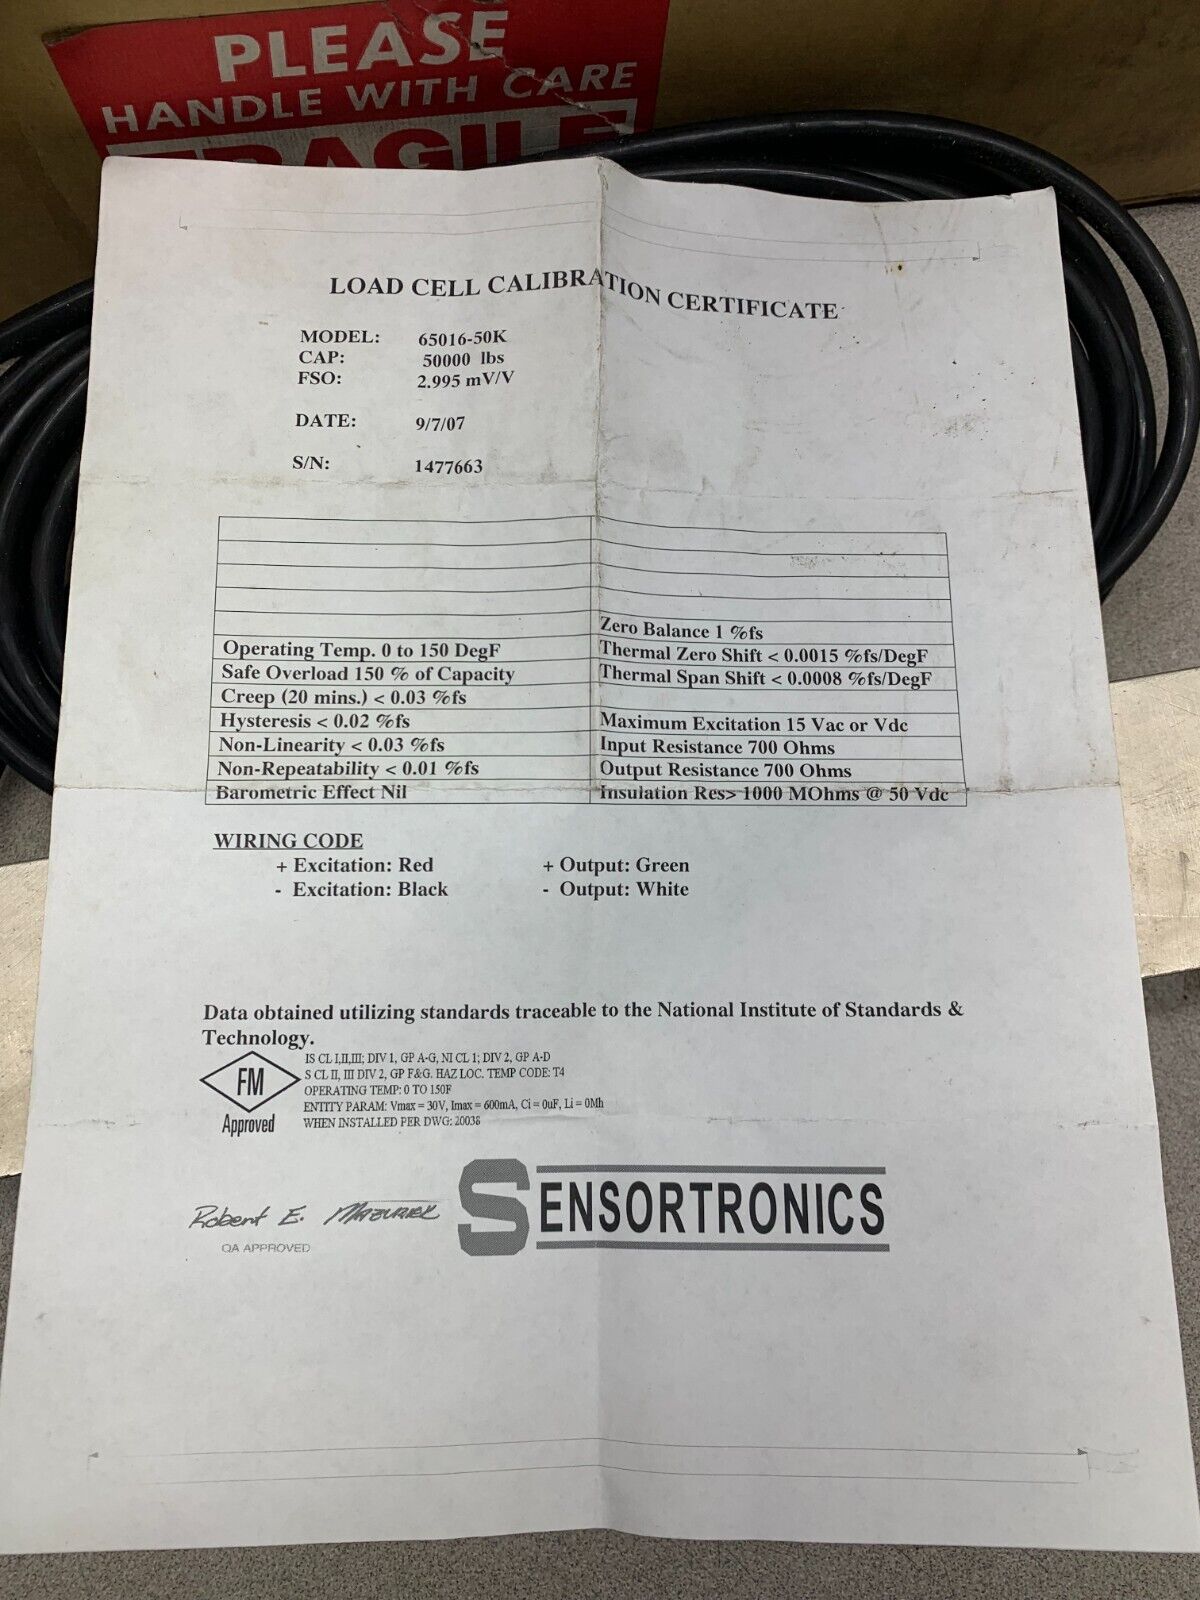 PLEASE
HANDLE WITH CARE
FRAGILE
LOAD CELL CALIBRATION CERTIFICATE
MODEL: 65016-50K
CAP: 50000 lbs
FSO: 2.995 mV/V
DATE: 9/7/07
S/N: 1477663
Zero Balance 1 %fs
Operating Temp. 0 to 150 DegF Thermal Zero Shift < 0.0015 %fs/DegF
Safe Overload 150 % of Capacity Thermal Span Shift < 0.0008 %fs/DegF
Creep (20 mins.) < 0.03 %fs
Hysteresis < 0.02 %fs Maximum Excitation 15 Vac or Vdc
Non-Linearity < 0.03 %fs Input Resistance 700 Ohms
Non-Repeatability < 0.01 %fs Output Resistance 700 Ohms
Barometric Effect Nil Insulation Res> 1000 MOhms @ 50 Vdc
WIRING CODE
+ Excitation: Red + Output: Green
- Excitation: Black - Output: White
Data obtained utilizing standards traceable to the National Institute of Standards &
Technology.
FM
Approved
IS CL I,II,III; DIV 1, GP A-G, NI CL 1; DIV 2, GP A-D
S CL II, III DIV 2, GP F&G. HAZ LOC. TEMP CODE: T4
OPERATING TEMP: 0 TO 150F
ENTITY PARAM: Vmax = 30V, Imax = 600mA, Ci = 0uF, Li = 0Mh
WHEN INSTALLED PER DWG: 20038
Robert E. Mazurek
QA APPROVED
SENSORTRONICS